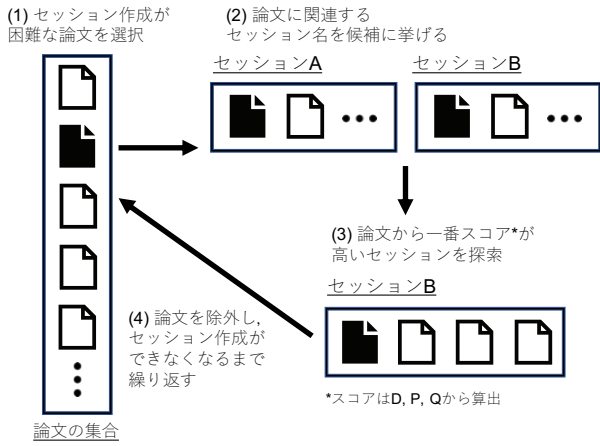 (1) セッション作成が
困難な論文を選択
(2) 論文に関連する
セッション名を候補に挙げる
セッションA
セッションB
(3) 論文から一番スコア*が
高いセッションを探索
セッションB
(4) 論文を除外し,
セッション作成が
できなくなるまで
繰り返す
*スコアはD, P, Qから算出
論文の集合